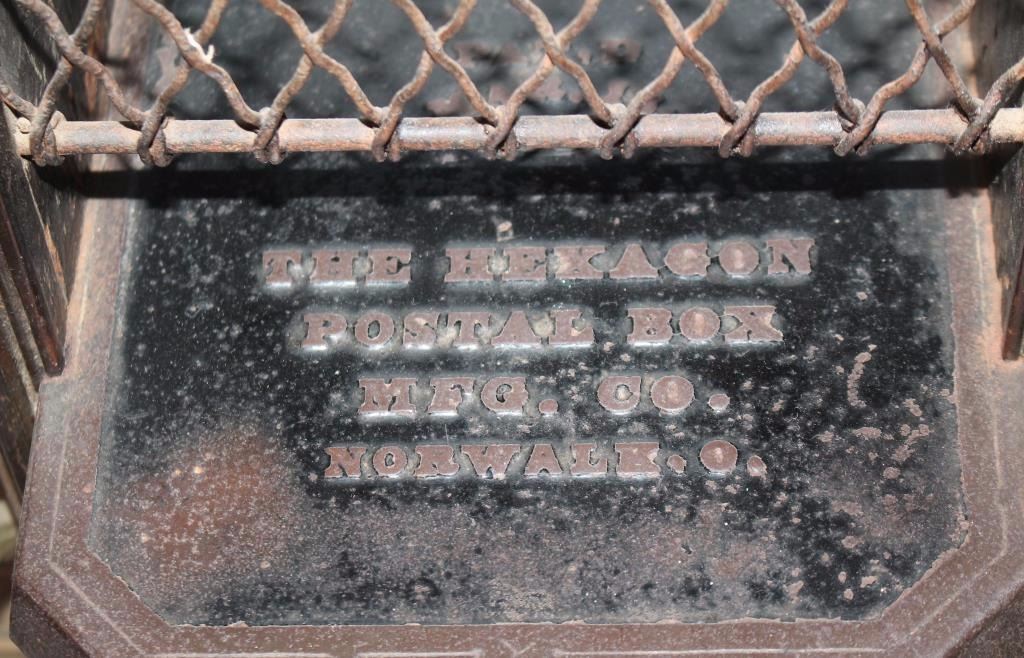 THE HEXAGON
POSTAL BOX
MFG. CO.
NORWALK. O.